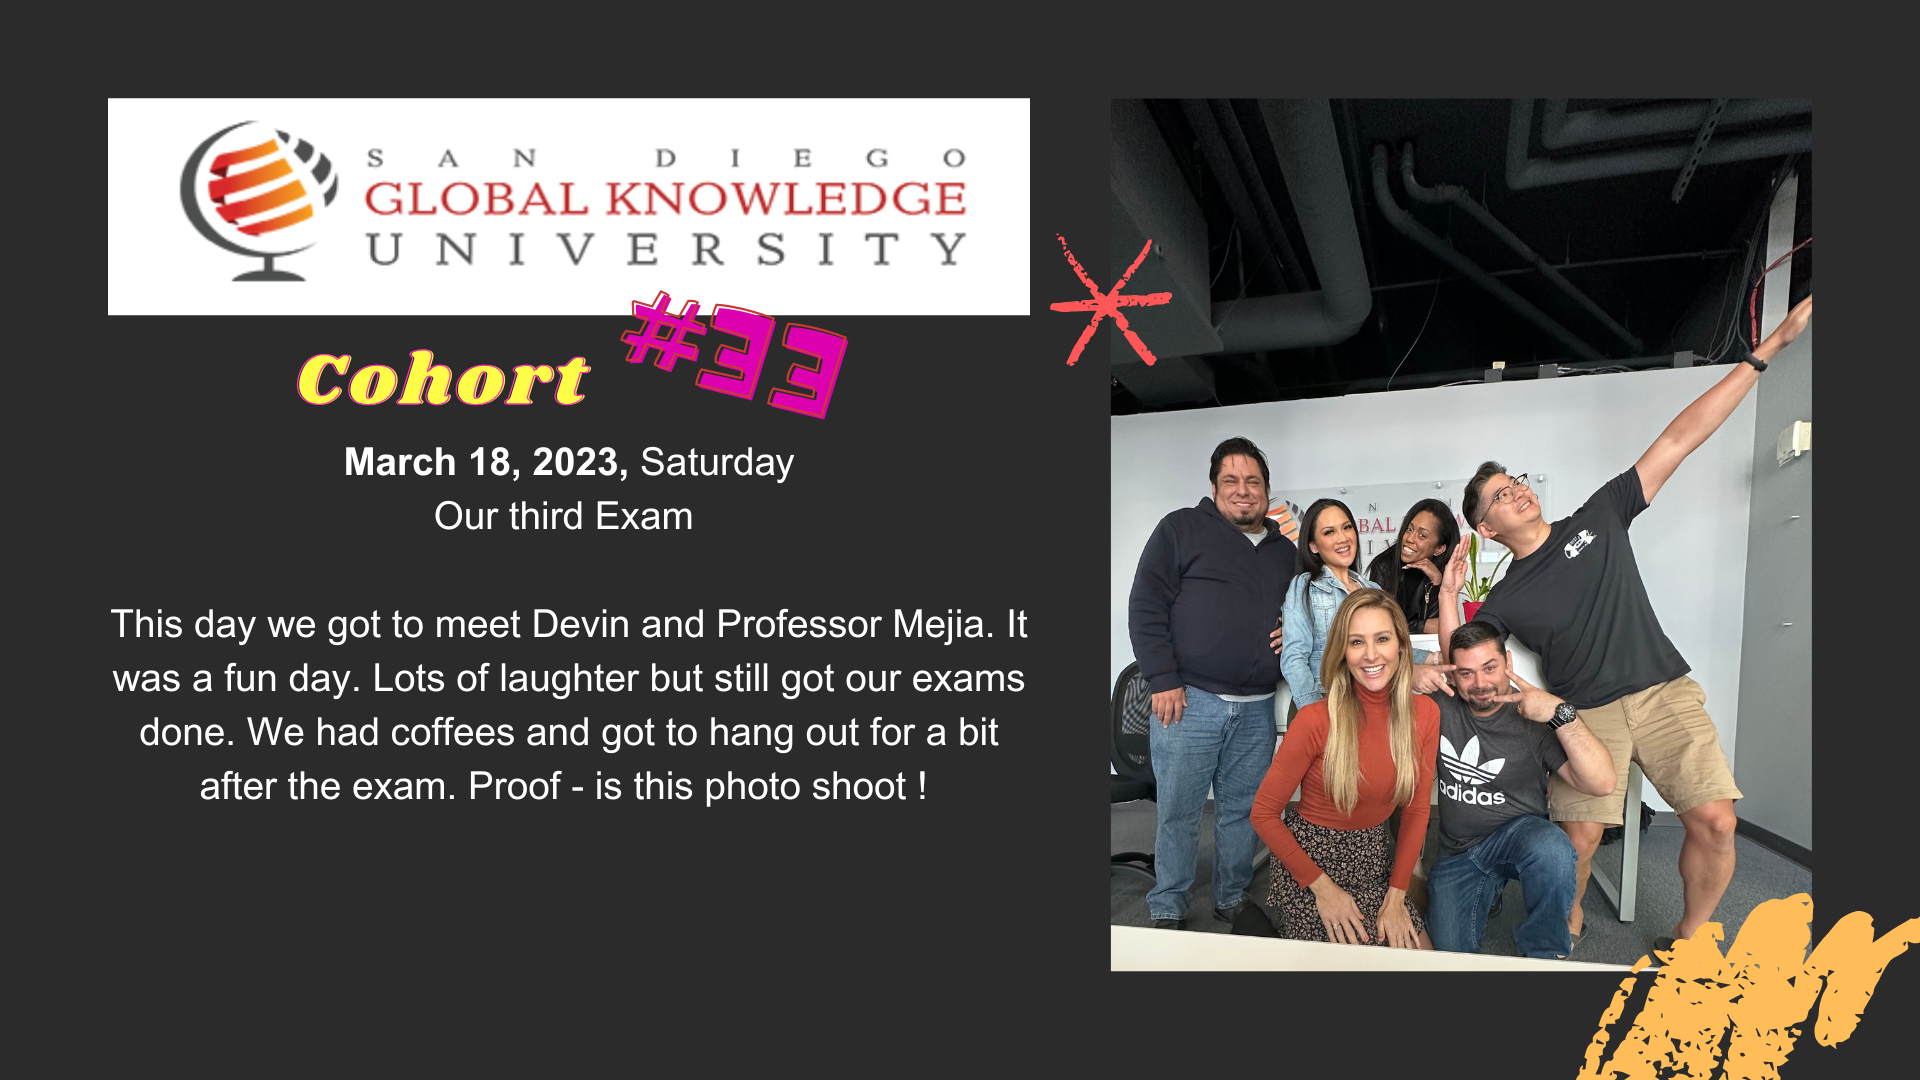 SAN DIEGO
GLOBAL KNOWLEDGE
UNIVERSITY
Cohort #33
March 18, 2023, Saturday
Our third Exam
This day we got to meet Devin and Professor Mejia. It
was a fun day. Lots of laughter but still got our exams
done. We had coffees and got to hang out for a bit
after the exam. Proof - is this photo shoot !
adidas